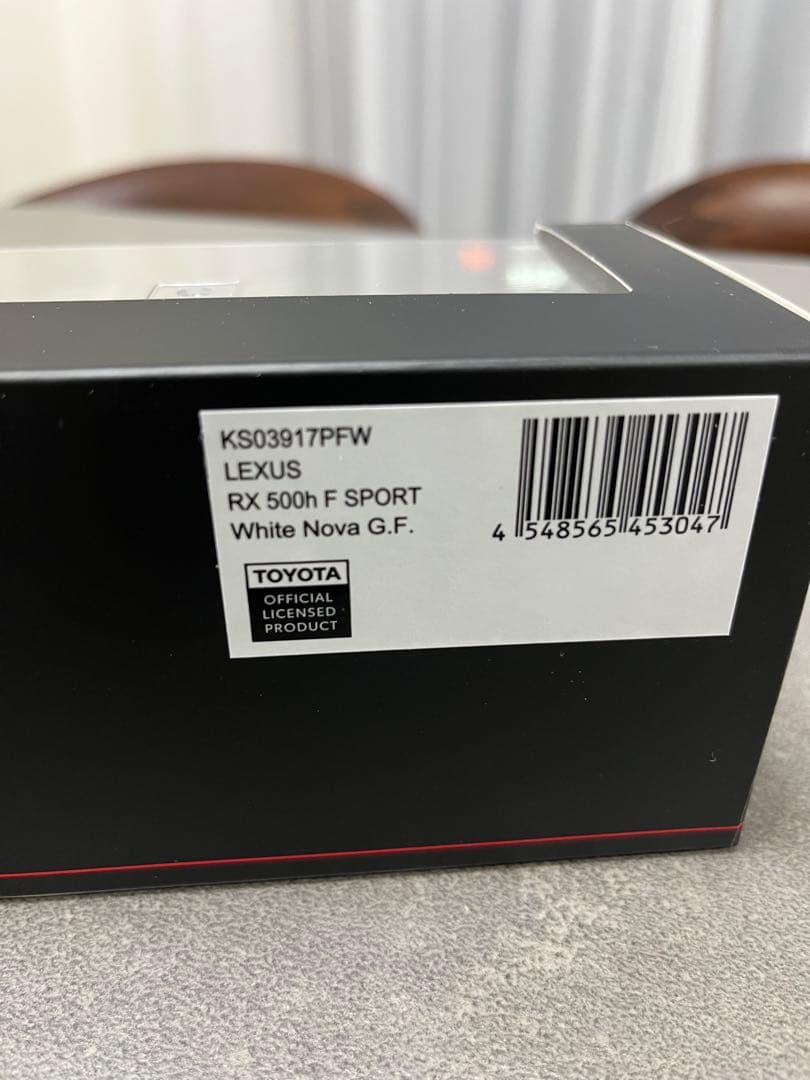 KS03917PFW
LEXUS
RX 500h F SPORT
White Nova G.F.
4 548565 453047
TOYOTA
OFFICIAL
LICENSED
PRODUCT